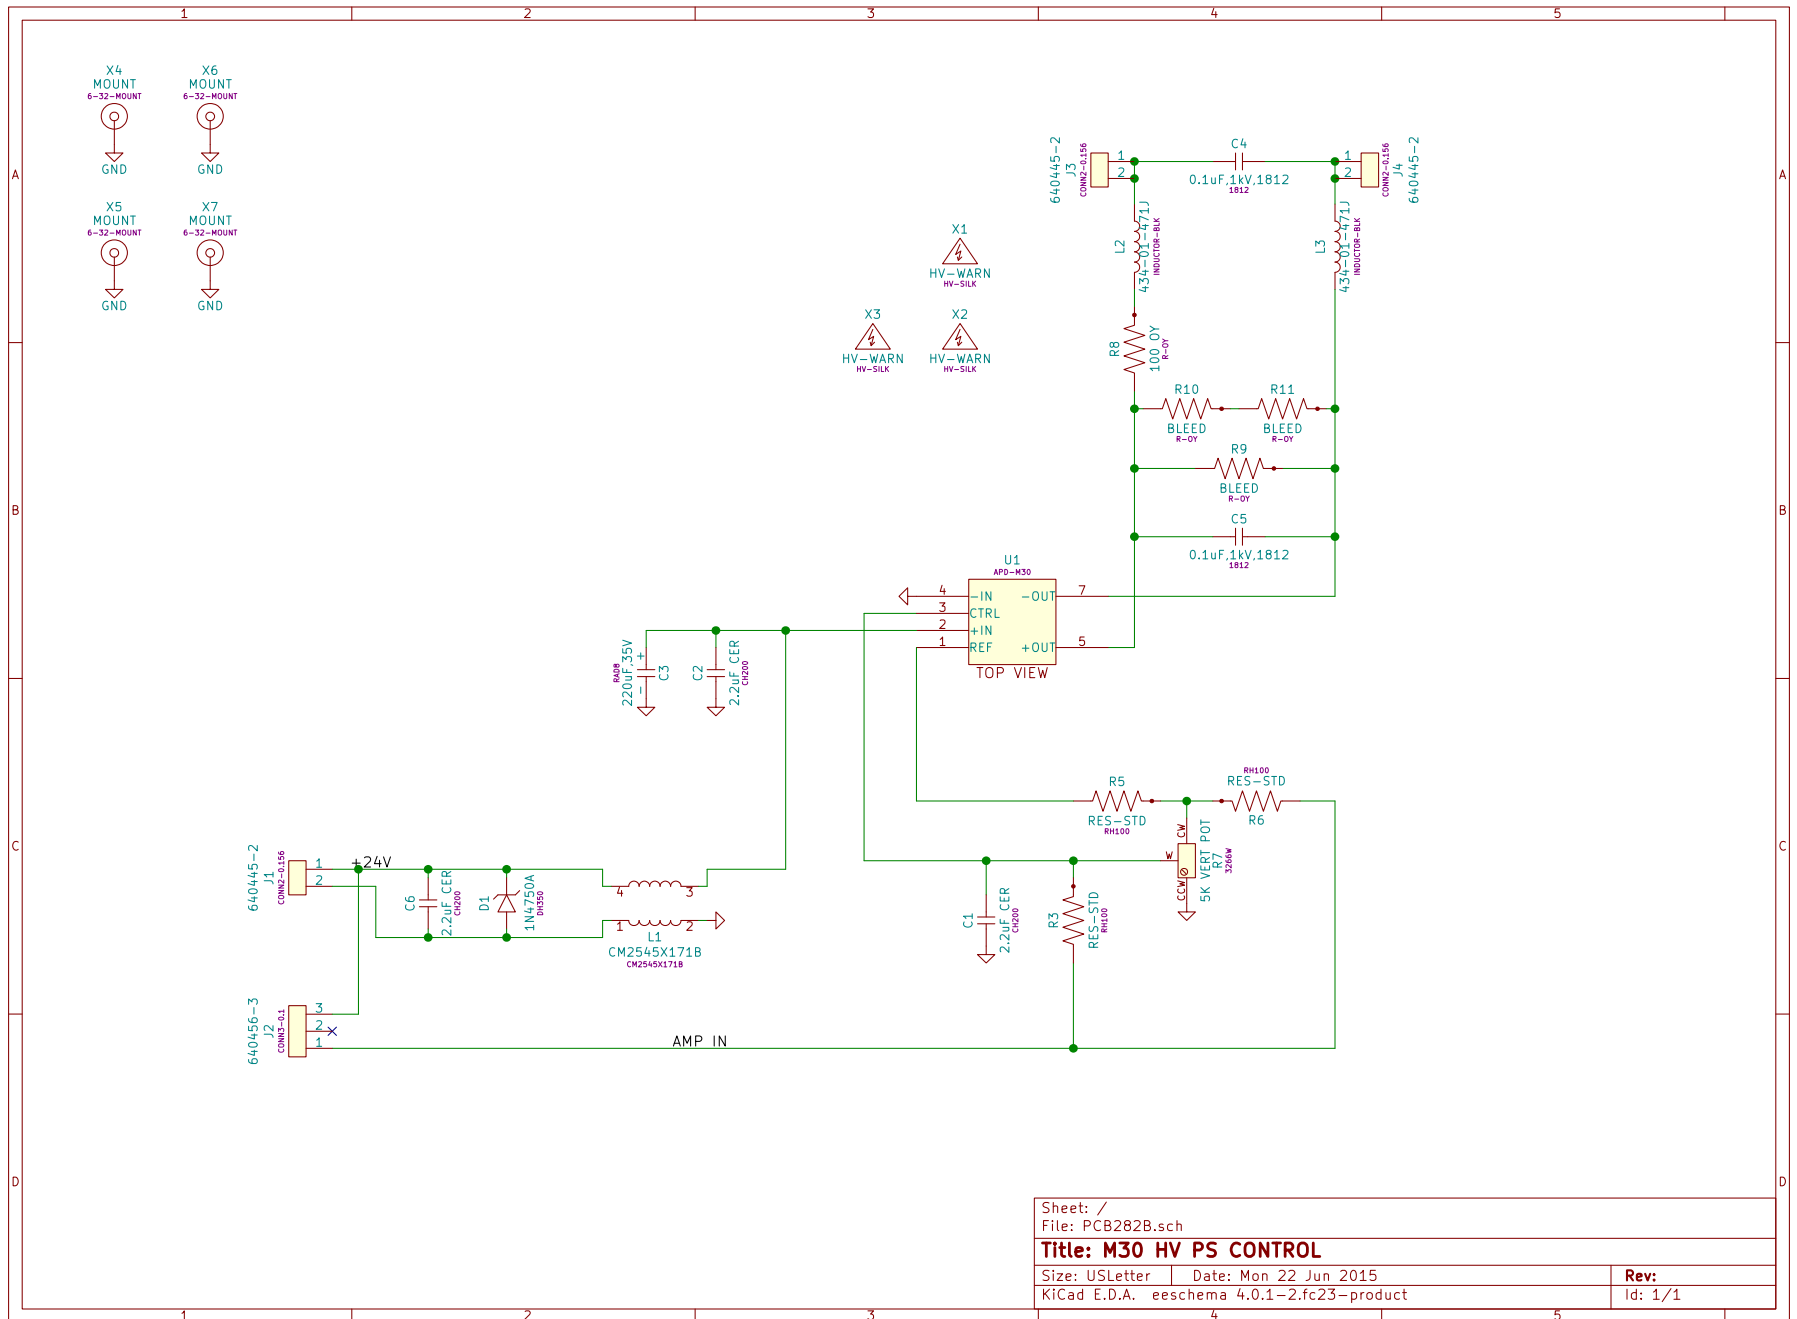 1 2 3 4 5
A
B
C
D
A
B
C
D
X4
MOUNT
6-32-MOUNT
GND
X6
MOUNT
6-32-MOUNT
GND
X5
MOUNT
6-32-MOUNT
GND
X7
MOUNT
6-32-MOUNT
GND
X1
HV-WARN
HV-SILK
X3
HV-WARN
HV-SILK
X2
HV-WARN
HV-SILK
640445-2
J3
CONN2-0.156
1
2
C4
0.1uF,1kV,1812
1812
1
2
CONN2-0.156
J4
640445-2
L2
434-01-471J
INDUCTOR-BLK
L3
434-01-471J
INDUCTOR-BLK
R8
100 OY
R-OY
R10
BLEED
R-OY
R11
BLEED
R-OY
R9
BLEED
R-OY
C5
0.1uF,1kV,1812
1812
U1
APD-M30
4 -IN
3 CTRL
2 +IN
1 REF
-OUT 7
+OUT 5
TOP VIEW
RAD8
220uF,35V
+
-
C3
C2
2.2uF CER
CH200
R5
RES-STD
RH100
RH100
RES-STD
R6
CW
W
CCW
5K VERT POT
R7
3266W
C1
2.2uF CER
CH200
R3
RES-STD
RH100
640445-2
J1
CONN2-0.156
1
2
+24V
C6
2.2uF CER
CH200
D1
1N4750A
DH350
4 3
1 2
L1
CM2545X171B
CM2545X171B
640456-3
J2
CONN3-0.1
3
2
1
AMP IN
Sheet: /
File: PCB282B.sch
Title: M30 HV PS CONTROL
Size: USLetter Date: Mon 22 Jun 2015 Rev:
KiCad E.D.A. eeschema 4.0.1-2.fc23-product Id: 1/1
1 2 3 4 5